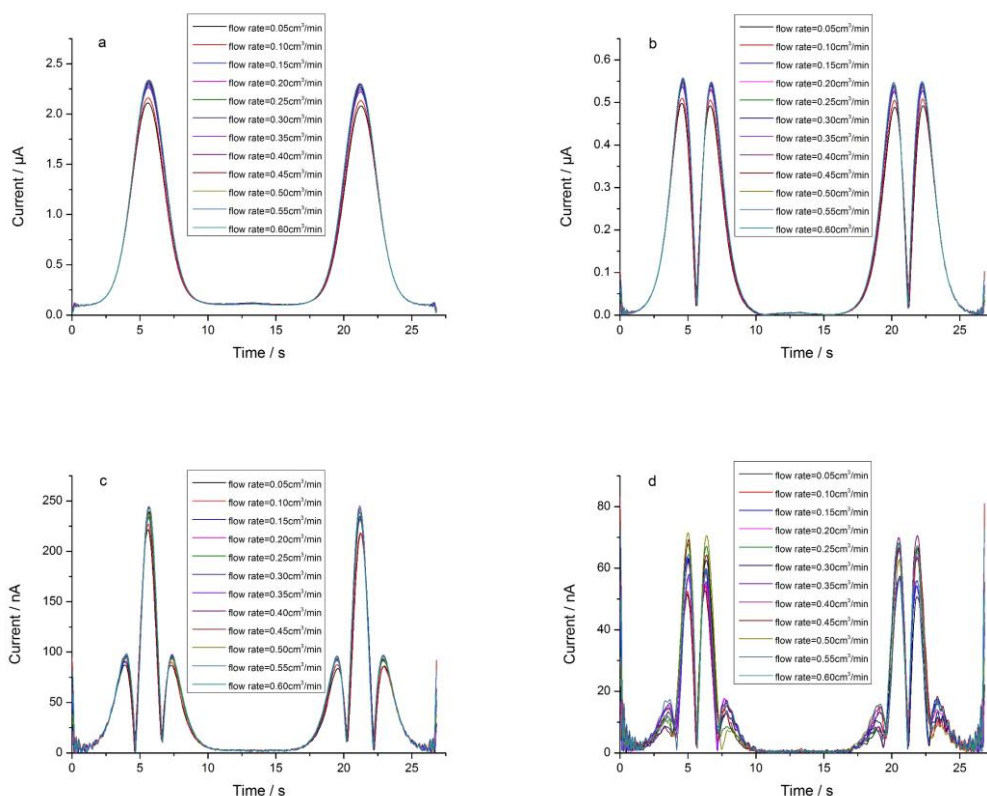 a
flow rate=0.05cm³/min
flow rate=0.10cm³/min
flow rate=0.15cm³/min
flow rate=0.20cm³/min
flow rate=0.25cm³/min
flow rate=0.30cm³/min
flow rate=0.35cm³/min
flow rate=0.40cm³/min
flow rate=0.45cm³/min
flow rate=0.50cm³/min
flow rate=0.55cm³/min
flow rate=0.60cm³/min
Current / µA
2.5
2.0
1.5
1.0
0.5
0.0
0 5 10 15 20 25
Time / s
b
flow rate=0.05cm³/min
flow rate=0.10cm³/min
flow rate=0.15cm³/min
flow rate=0.20cm³/min
flow rate=0.25cm³/min
flow rate=0.30cm³/min
flow rate=0.35cm³/min
flow rate=0.40cm³/min
flow rate=0.45cm³/min
flow rate=0.50cm³/min
flow rate=0.55cm³/min
flow rate=0.60cm³/min
Current / µA
0.6
0.5
0.4
0.3
0.2
0.1
0.0
0 5 10 15 20 25
Time / s
c
flow rate=0.05cm³/min
flow rate=0.10cm³/min
flow rate=0.15cm³/min
flow rate=0.20cm³/min
flow rate=0.25cm³/min
flow rate=0.30cm³/min
flow rate=0.35cm³/min
flow rate=0.40cm³/min
flow rate=0.45cm³/min
flow rate=0.50cm³/min
flow rate=0.55cm³/min
flow rate=0.60cm³/min
Current / nA
250
200
150
100
50
0
0 5 10 15 20 25
Time / s
d
flow rate=0.05cm³/min
flow rate=0.10cm³/min
flow rate=0.15cm³/min
flow rate=0.20cm³/min
flow rate=0.25cm³/min
flow rate=0.30cm³/min
flow rate=0.35cm³/min
flow rate=0.40cm³/min
flow rate=0.45cm³/min
flow rate=0.50cm³/min
flow rate=0.55cm³/min
flow rate=0.60cm³/min
Current / nA
80
60
40
20
0
0 5 10 15 20 25
Time / s